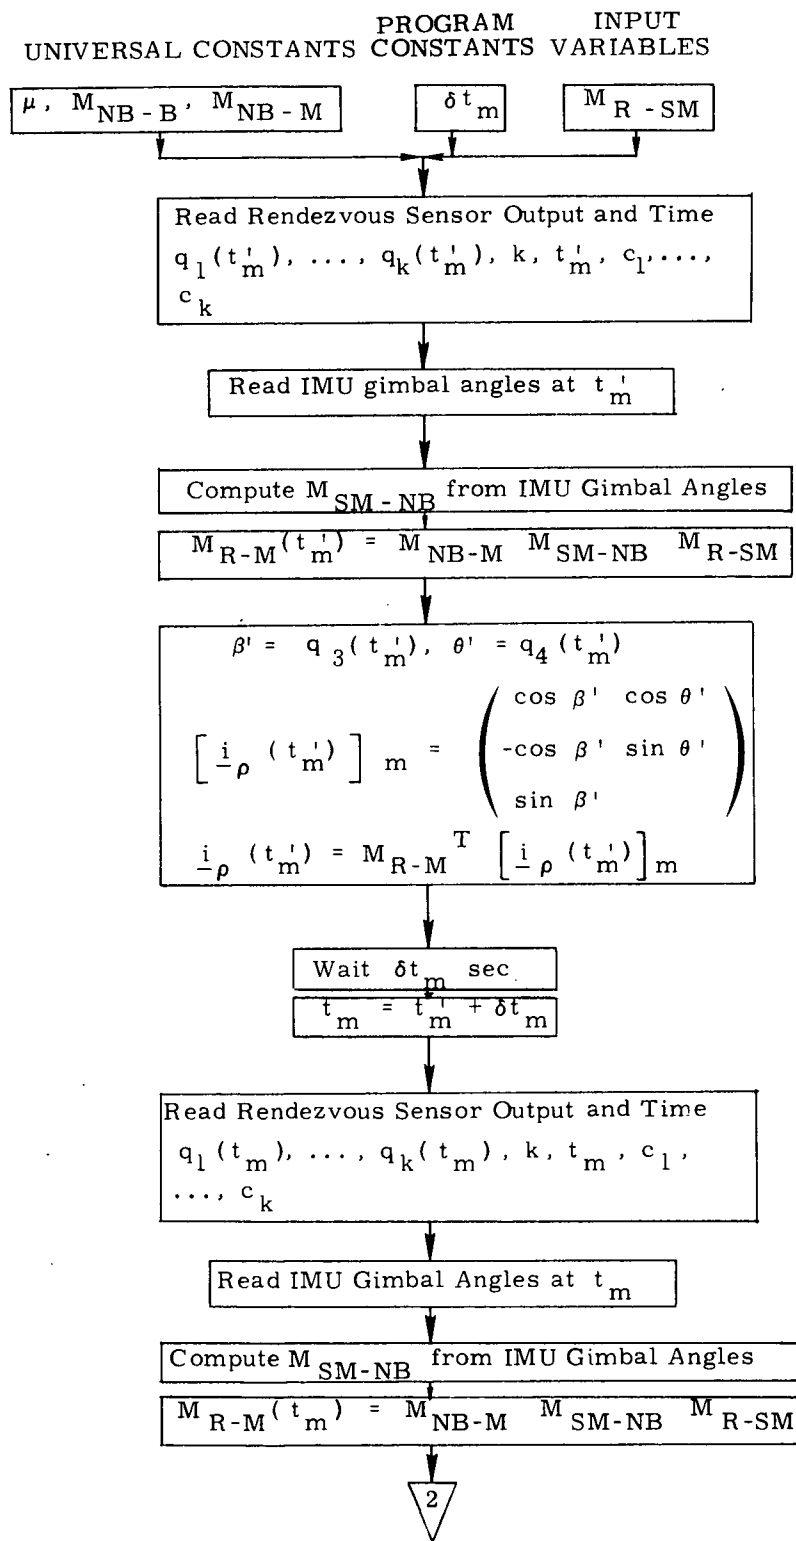 UNIVERSAL CONSTANTS PROGRAM CONSTANTS INPUT VARIABLES
μ, M_NB-B, M_NB-M
δt_m
M_R-SM
Read Rendezvous Sensor Output and Time
q_1(t'_m), ..., q_k(t'_m), k, t'_m, c_1, ...,
c_k
Read IMU gimbal angles at t'_m
Compute M_SM-NB from IMU Gimbal Angles
M_R-M(t'_m) = M_NB-M M_SM-NB M_R-SM
β' = q_3(t'_m), θ' = q_4(t'_m)
cos β' cos θ'
[i_ρ (t'_m)]_m = -cos β' sin θ'
sin β'
i_ρ (t'_m) = M_R-M^T [i_ρ (t'_m)]_m
Wait δt_m sec
t_m = t'_m + δt_m
Read Rendezvous Sensor Output and Time
q_1(t_m), ..., q_k(t_m), k, t_m, c_1,
..., c_k
Read IMU Gimbal Angles at t_m
Compute M_SM-NB from IMU Gimbal Angles
M_R-M(t_m) = M_NB-M M_SM-NB M_R-SM
2